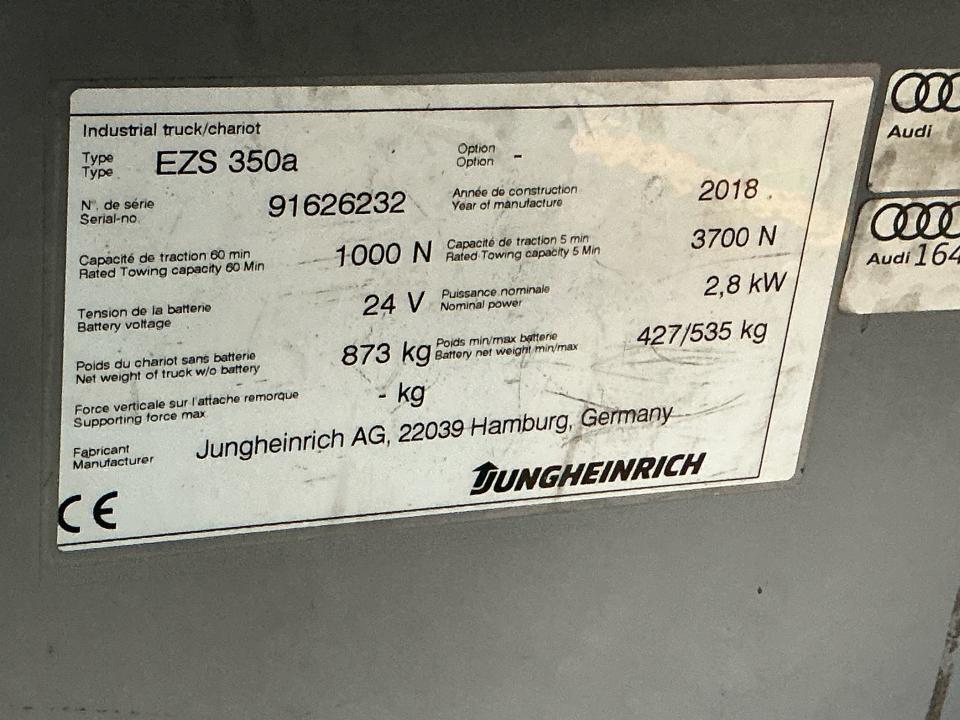 Industrial truck/chariot
Type
Type
EZS 350a
Option
Option
-
N°. de série
Serial-no.
91626232
Année de construction
Year of manufacture
2018
Capacité de traction 60 min
Rated Towing capacity 60 Min
1000 N
Capacité de traction 5 min
Rated Towing capacity 5 Min
3700 N
Tension de la batterie
Battery voltage
24 V
Puissance nominale
Nominal power
2,8 kW
Poids du chariot sans batterie
Net weight of truck w/o battery
873 kg
Poids min/max batterie
Battery net weight min/max
427/535 kg
Force verticale sur l'attache remorque
Supporting force max.
- kg
Fabricant
Manufacturer
Jungheinrich AG, 22039 Hamburg, Germany
JUNGHEINRICH
CE
Audi
Audi 164